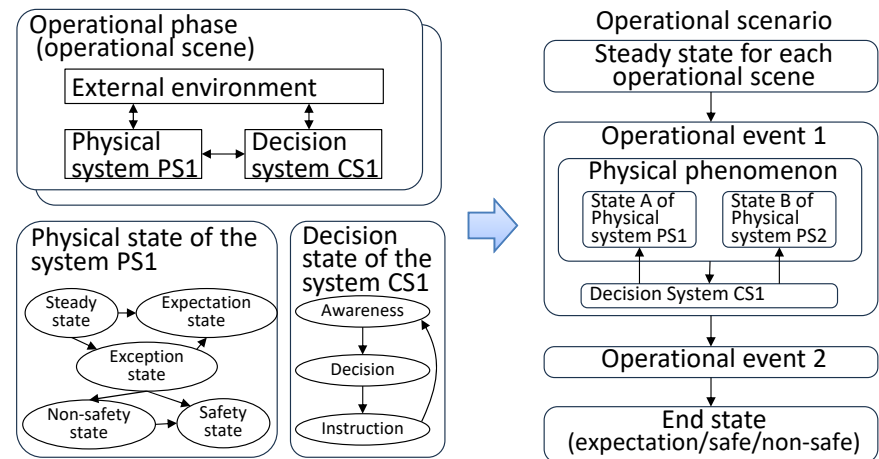 Operational phase
(operational scene)
External environment
Physical
system PS1
Decision
system CS1
Physical state of the
system PS1
Steady
state
Expectation
state
Exception
state
Non-safety
state
Safety
state
Decision
state of the
system CS1
Awareness
Decision
Instruction
Operational scenario
Steady state for each
operational scene
Operational event 1
Physical phenomenon
State A of
Physical
system PS1
State B of
Physical
system PS2
Decision System CS1
Operational event 2
End state
(expectation/safe/non-safe)